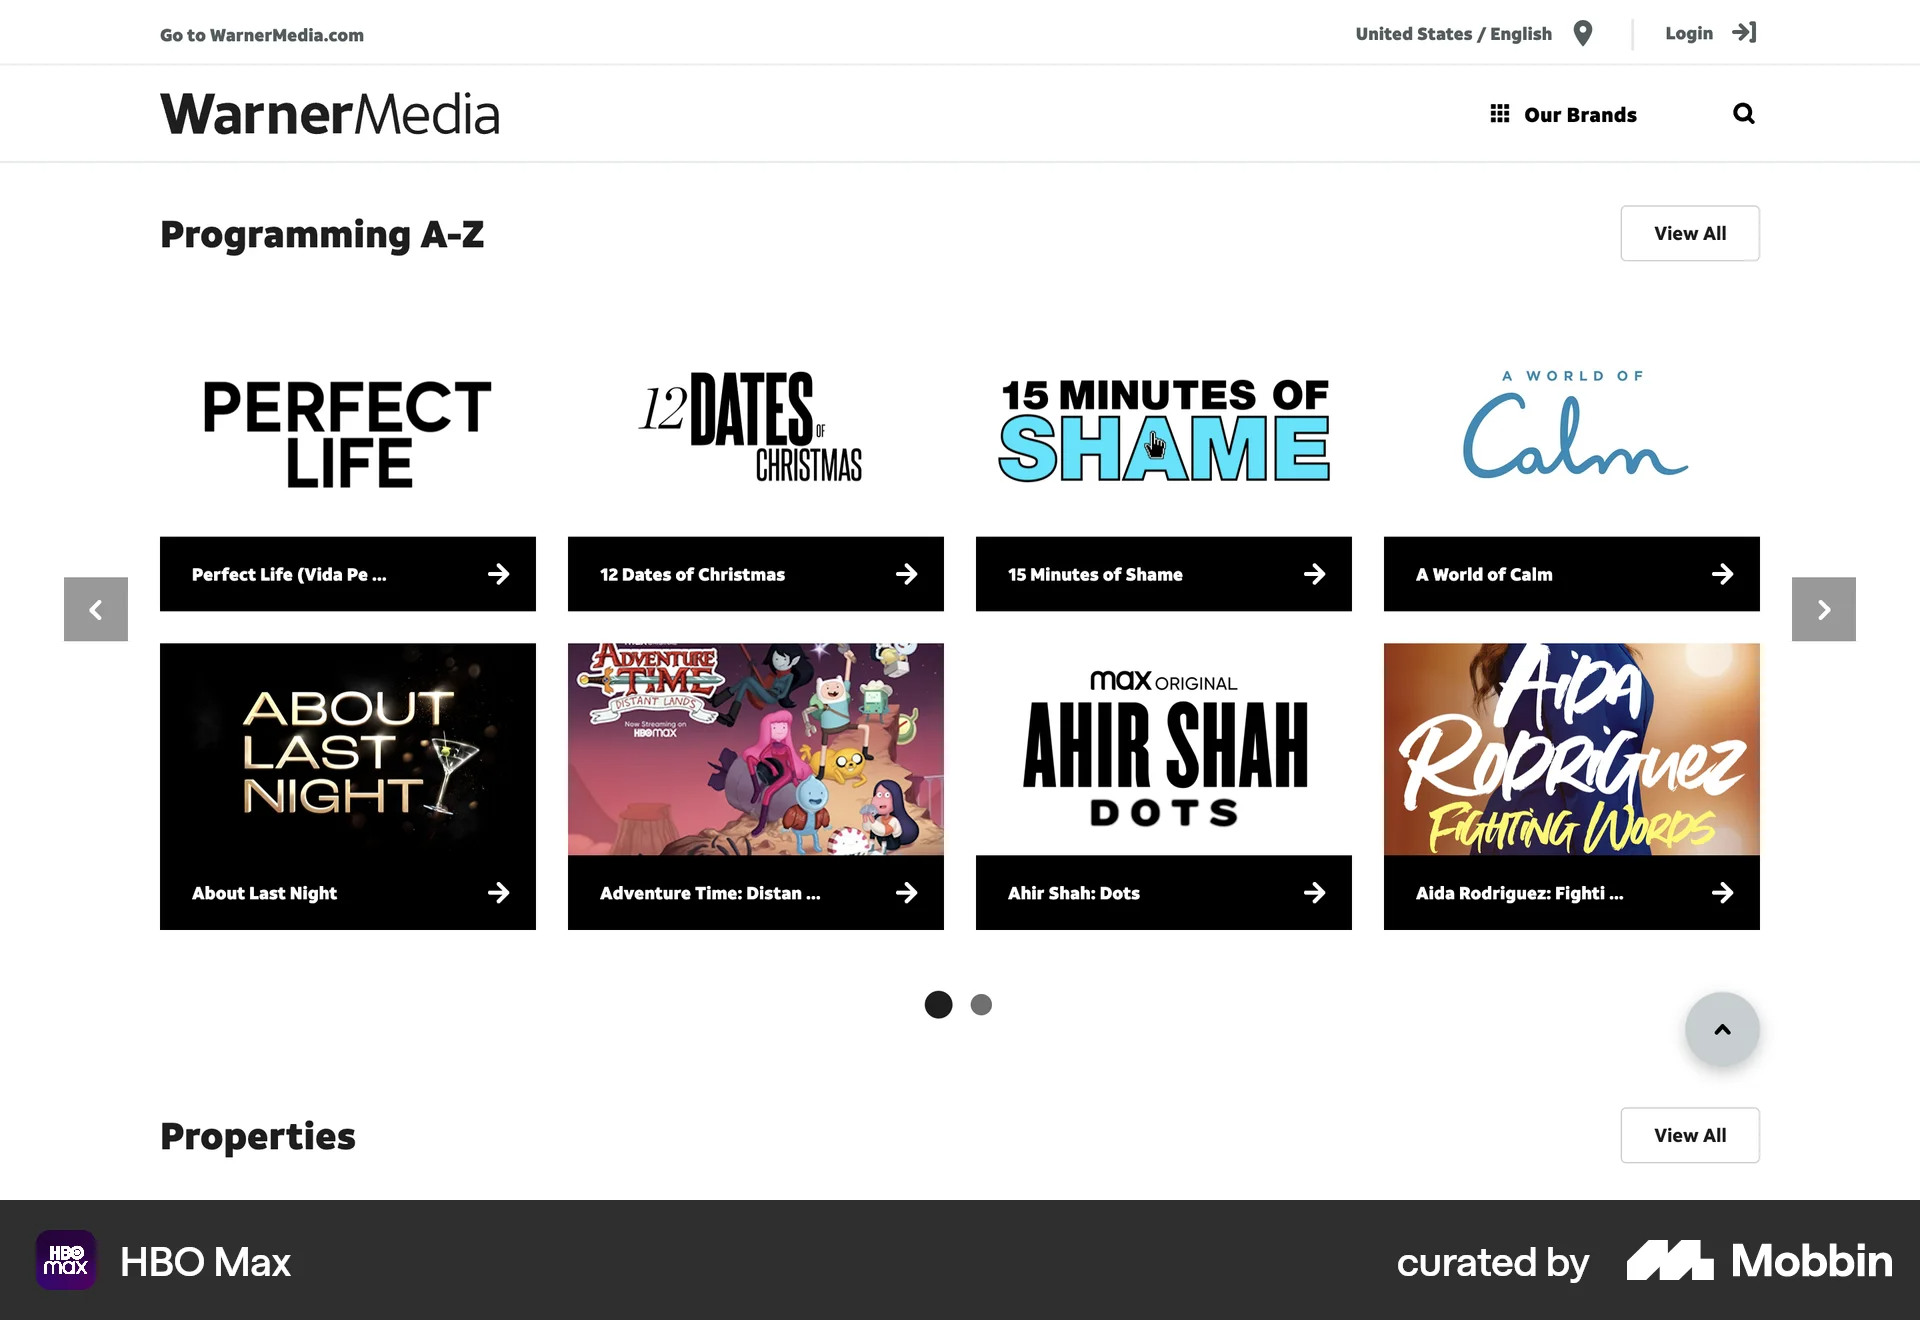 Go to WarnerMedia.com
United States / English
Login
WarnerMedia
Our Brands
Programming A-Z
View All
PERFECT
LIFE
12 DATES
OF
CHRISTMAS
15 MINUTES OF
SHAME
A WORLD OF
Calm
Perfect Life (Vida Pe ...
12 Dates of Christmas
15 Minutes of Shame
A World of Calm
ABOUT
LAST
NIGHT
ADVENTURE
TIME
DISTANT LANDS
Now Streaming on
HBOmax
max ORIGINAL
AHIR SHAH
DOTS
AiDA
RODRiGuez
FiGHTiNG WORDS
About Last Night
Adventure Time: Distan ...
Ahir Shah: Dots
Aida Rodriguez: Fighti ...
Properties
View All
HBO
max
HBO Max
curated by
Mobbin